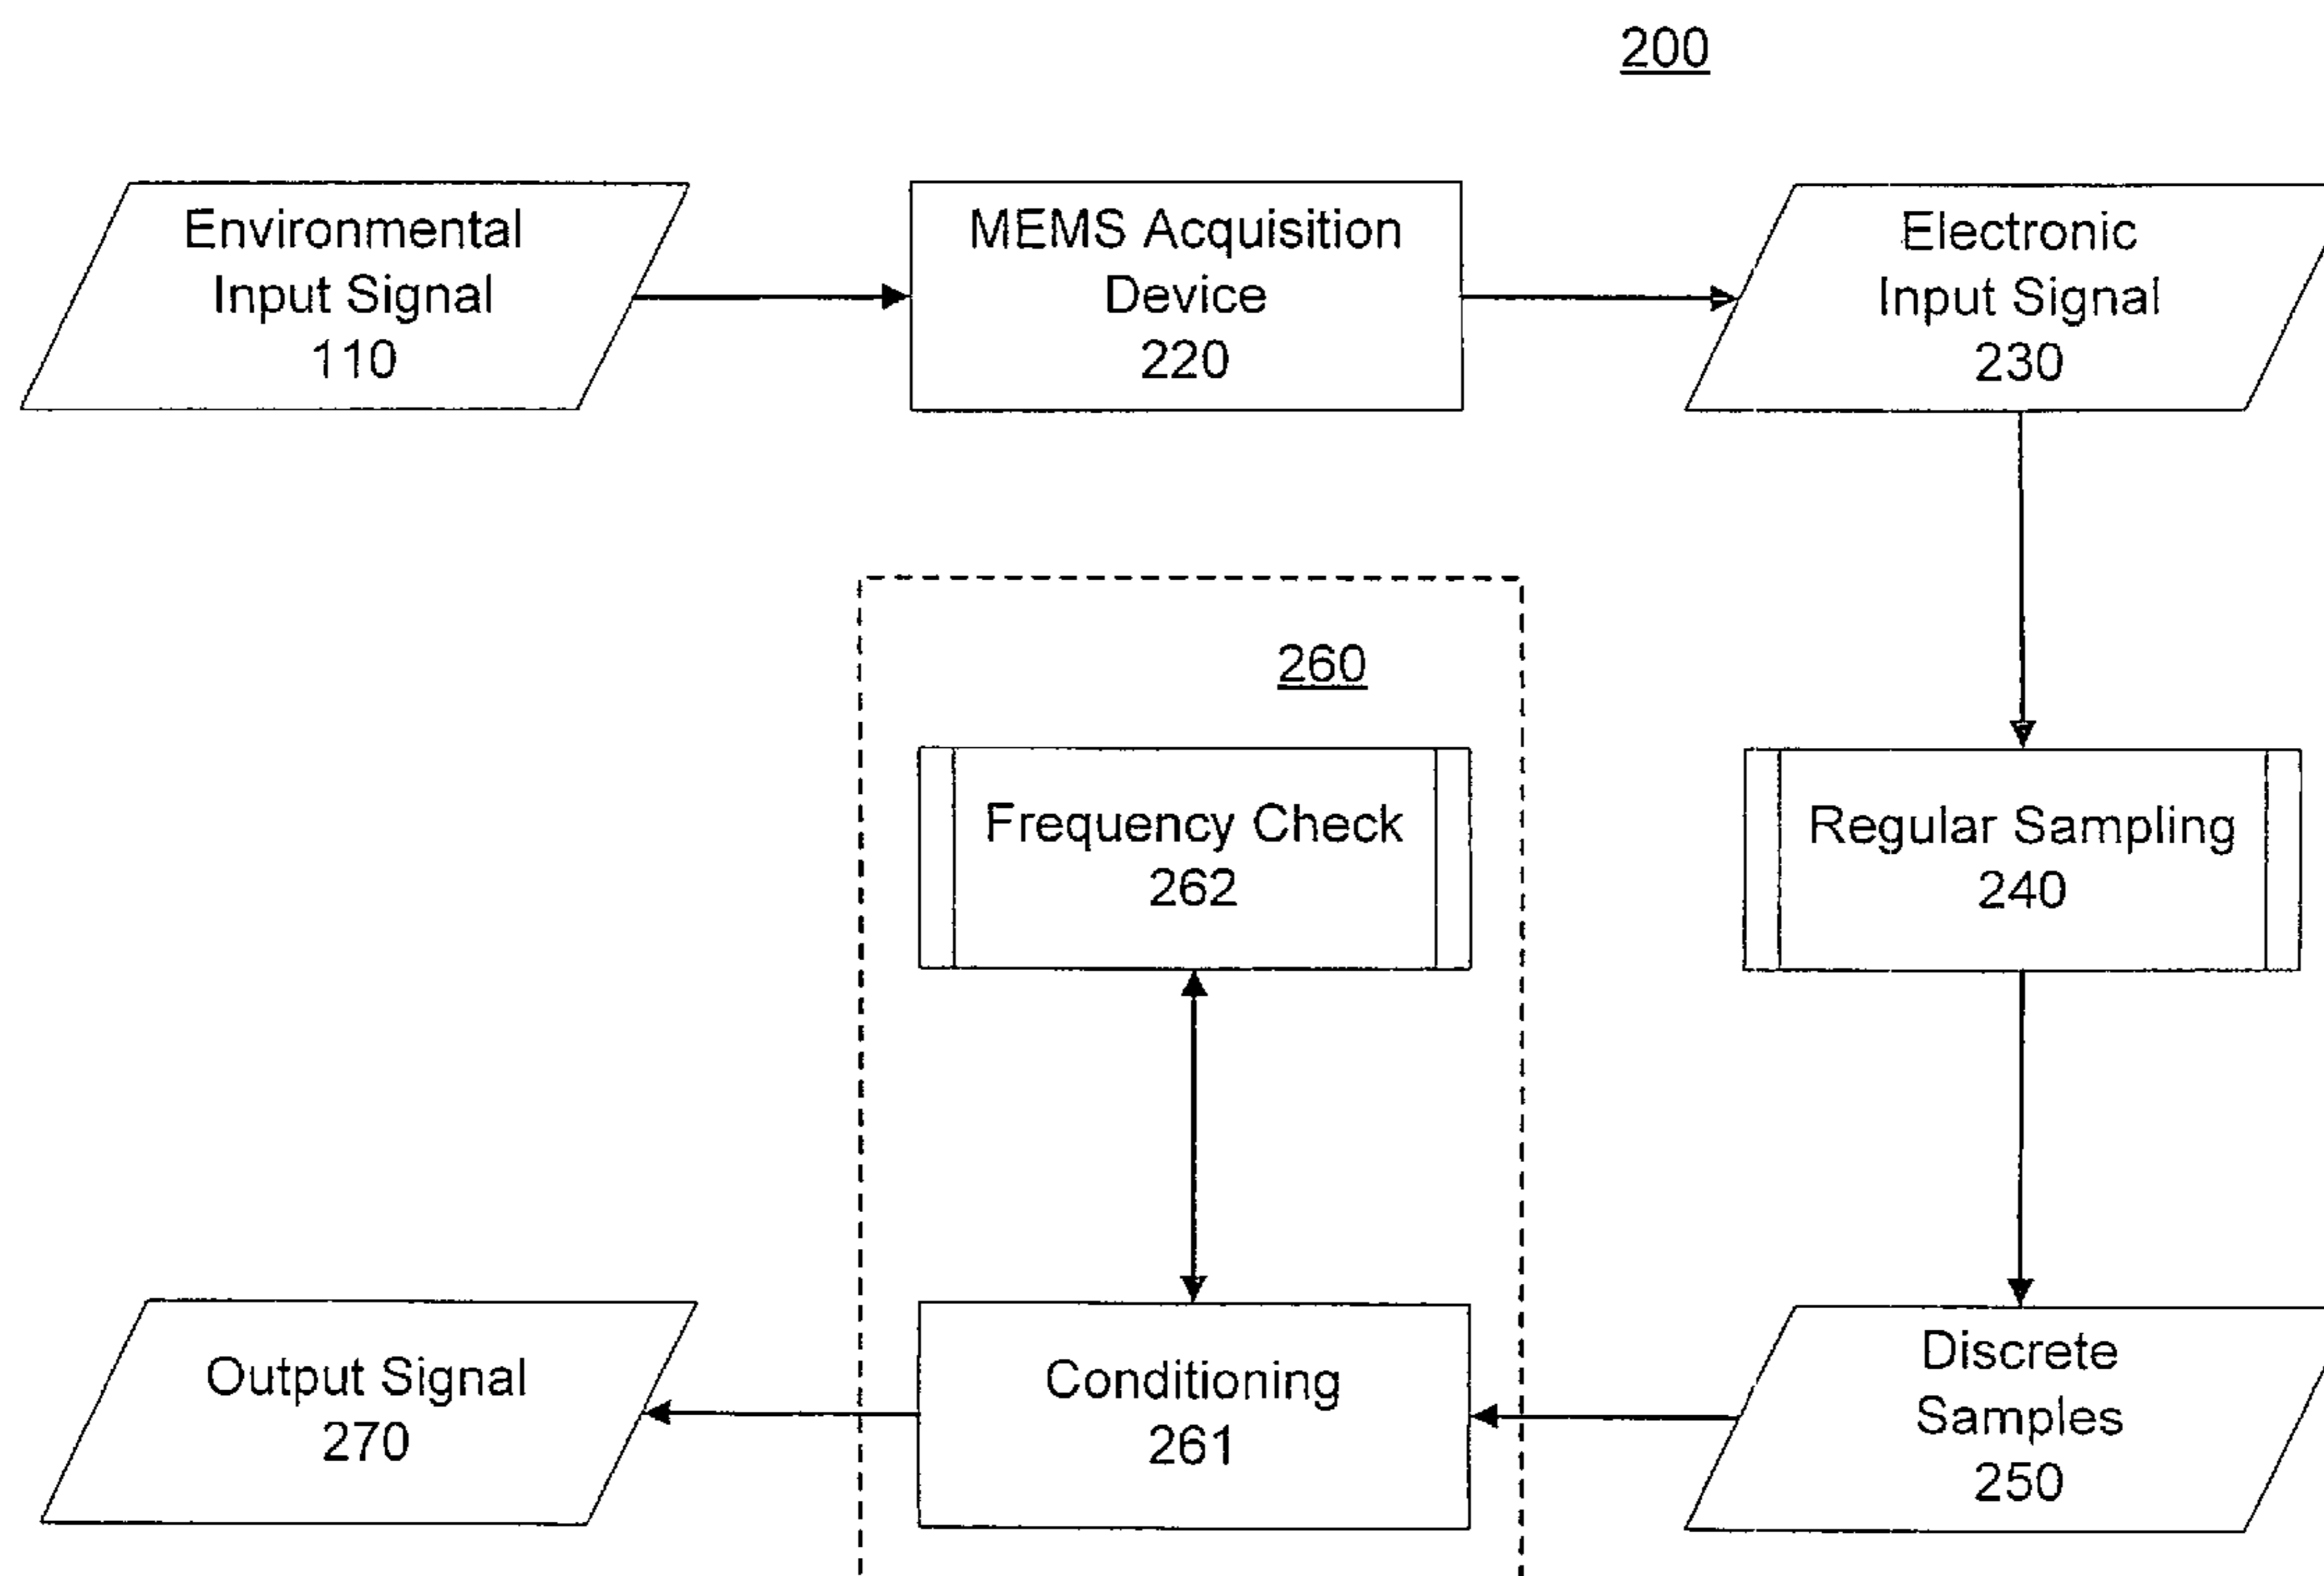 200
Environmental
Input Signal
110
MEMS Acquisition
Device
220
Electronic
Input Signal
230
260
Frequency Check
262
Regular Sampling
240
Output Signal
270
Conditioning
261
Discrete
Samples
250